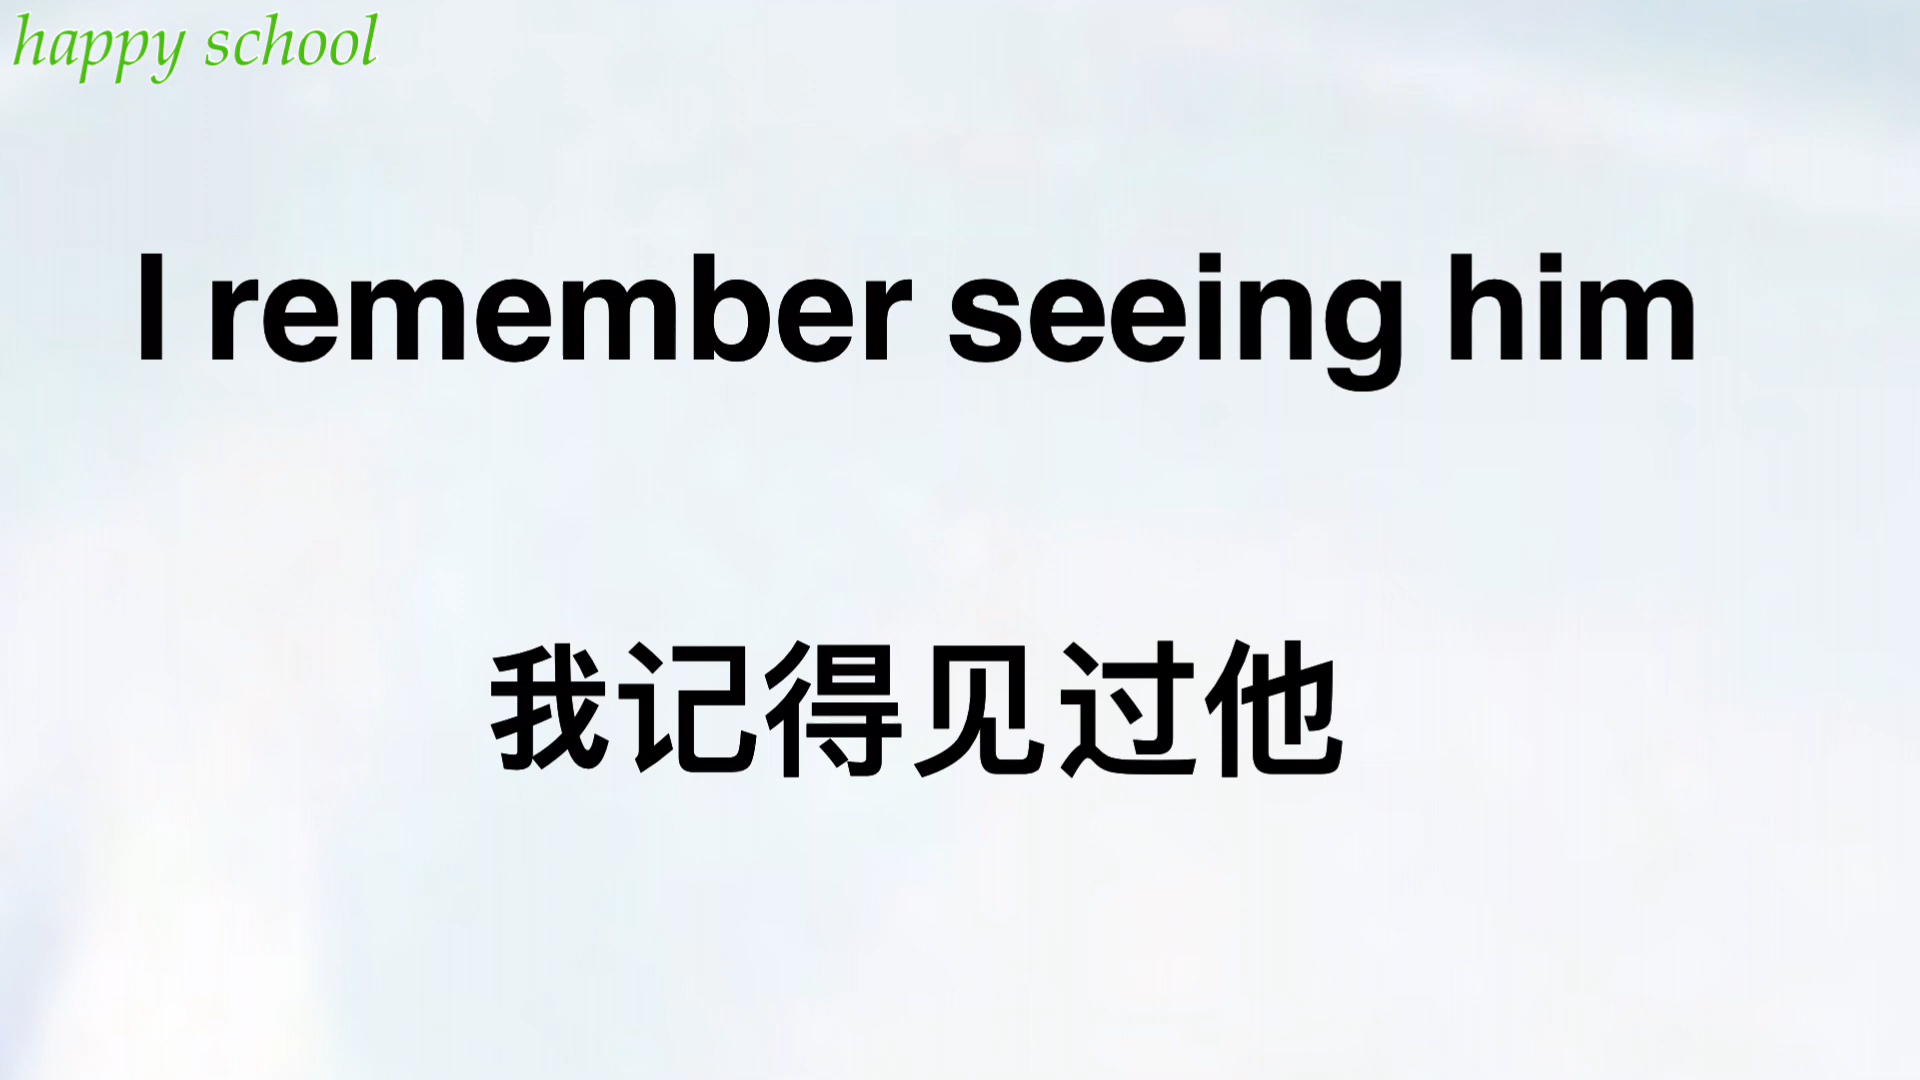 happy school
I remember seeing him
我记得见过他